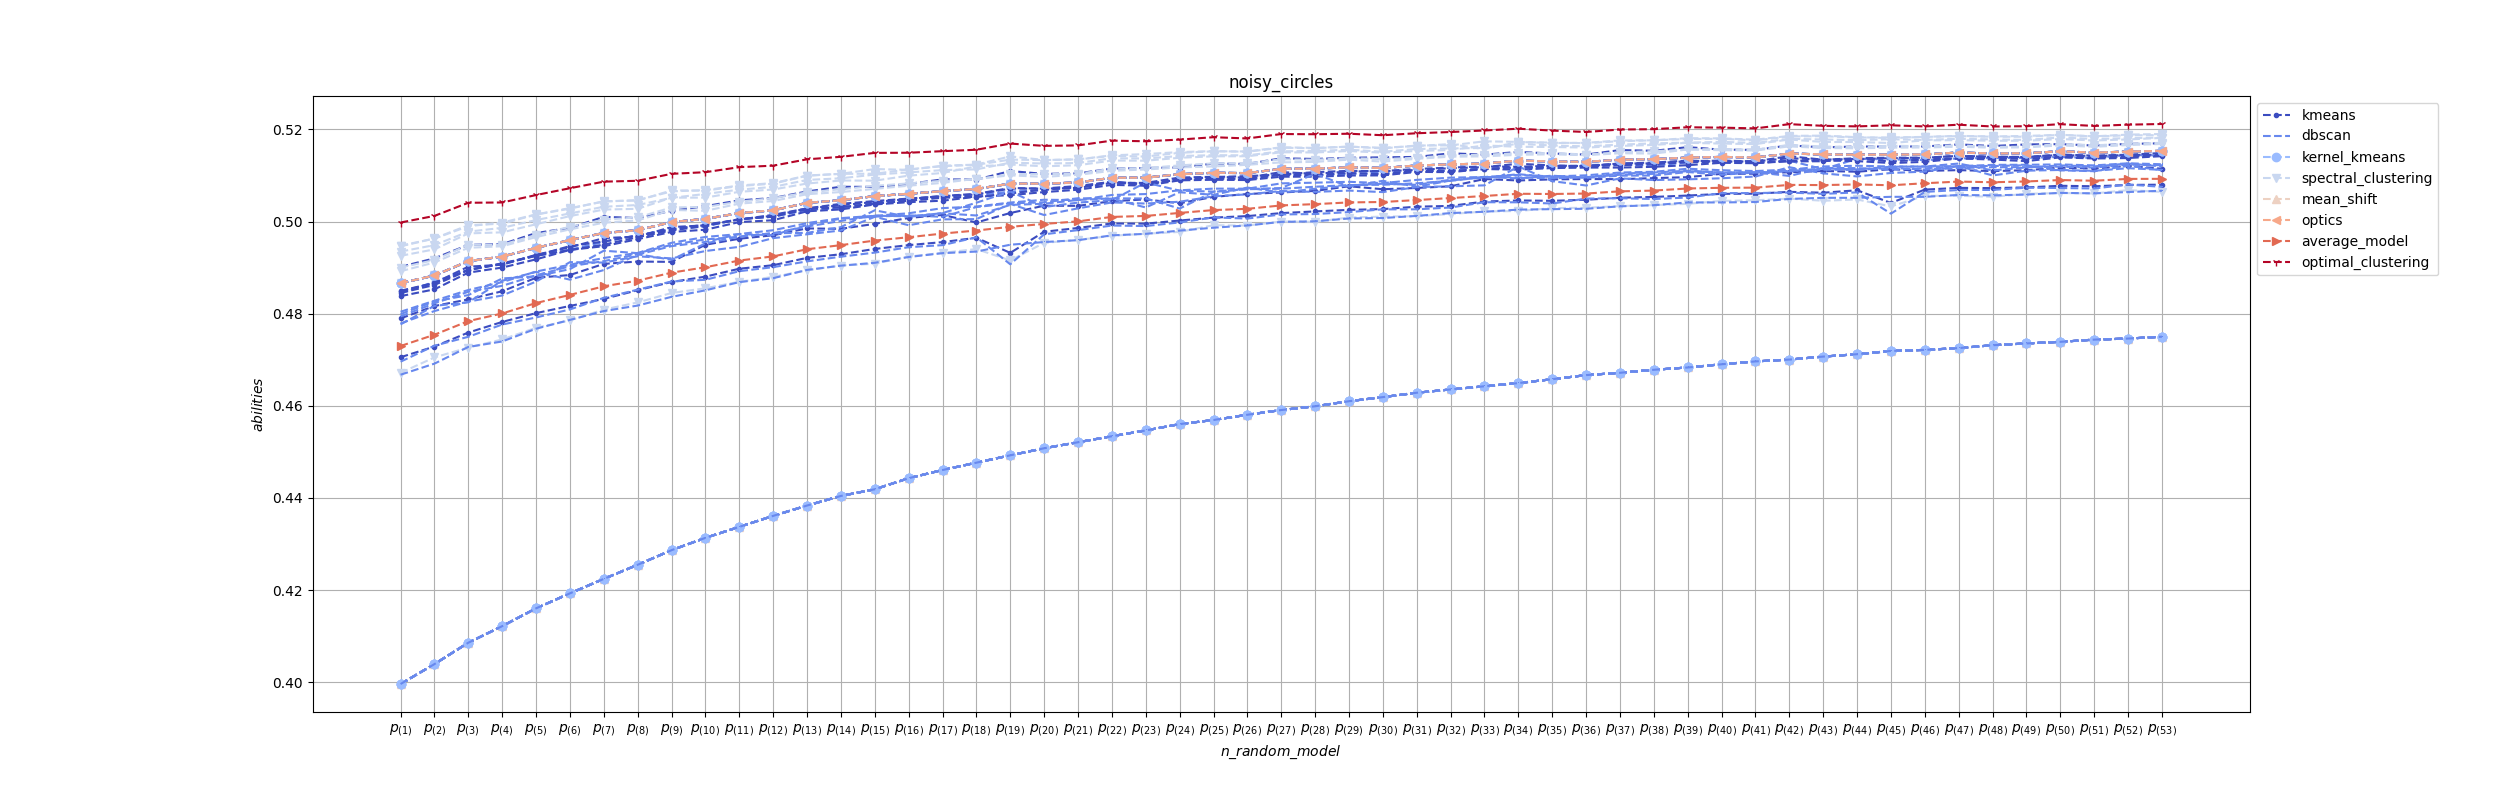 noisy_circles
kmeans
dbscan
kernel_kmeans
spectral_clustering
mean_shift
optics
average_model
optimal_clustering
0.52
0.50
0.48
0.46
0.44
0.42
0.40
abilities
p(1) p(2) p(3) p(4) p(5) p(6) p(7) p(8) p(9) p(10) p(11) p(12) p(13) p(14) p(15) p(16) p(17) p(18) p(19) p(20) p(21) p(22) p(23) p(24) p(25) p(26) p(27) p(28) p(29) p(30) p(31) p(32) p(33) p(34) p(35) p(36) p(37) p(38) p(39) p(40) p(41) p(42) p(43) p(44) p(45) p(46) p(47) p(48) p(49) p(50) p(51) p(52) p(53)
n_random_model